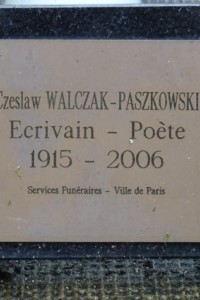 Czeslaw WALCZAK-PASZKOWSKI
Ecrivain - Poète
1915 - 2006
Services Funéraires - Ville de Paris